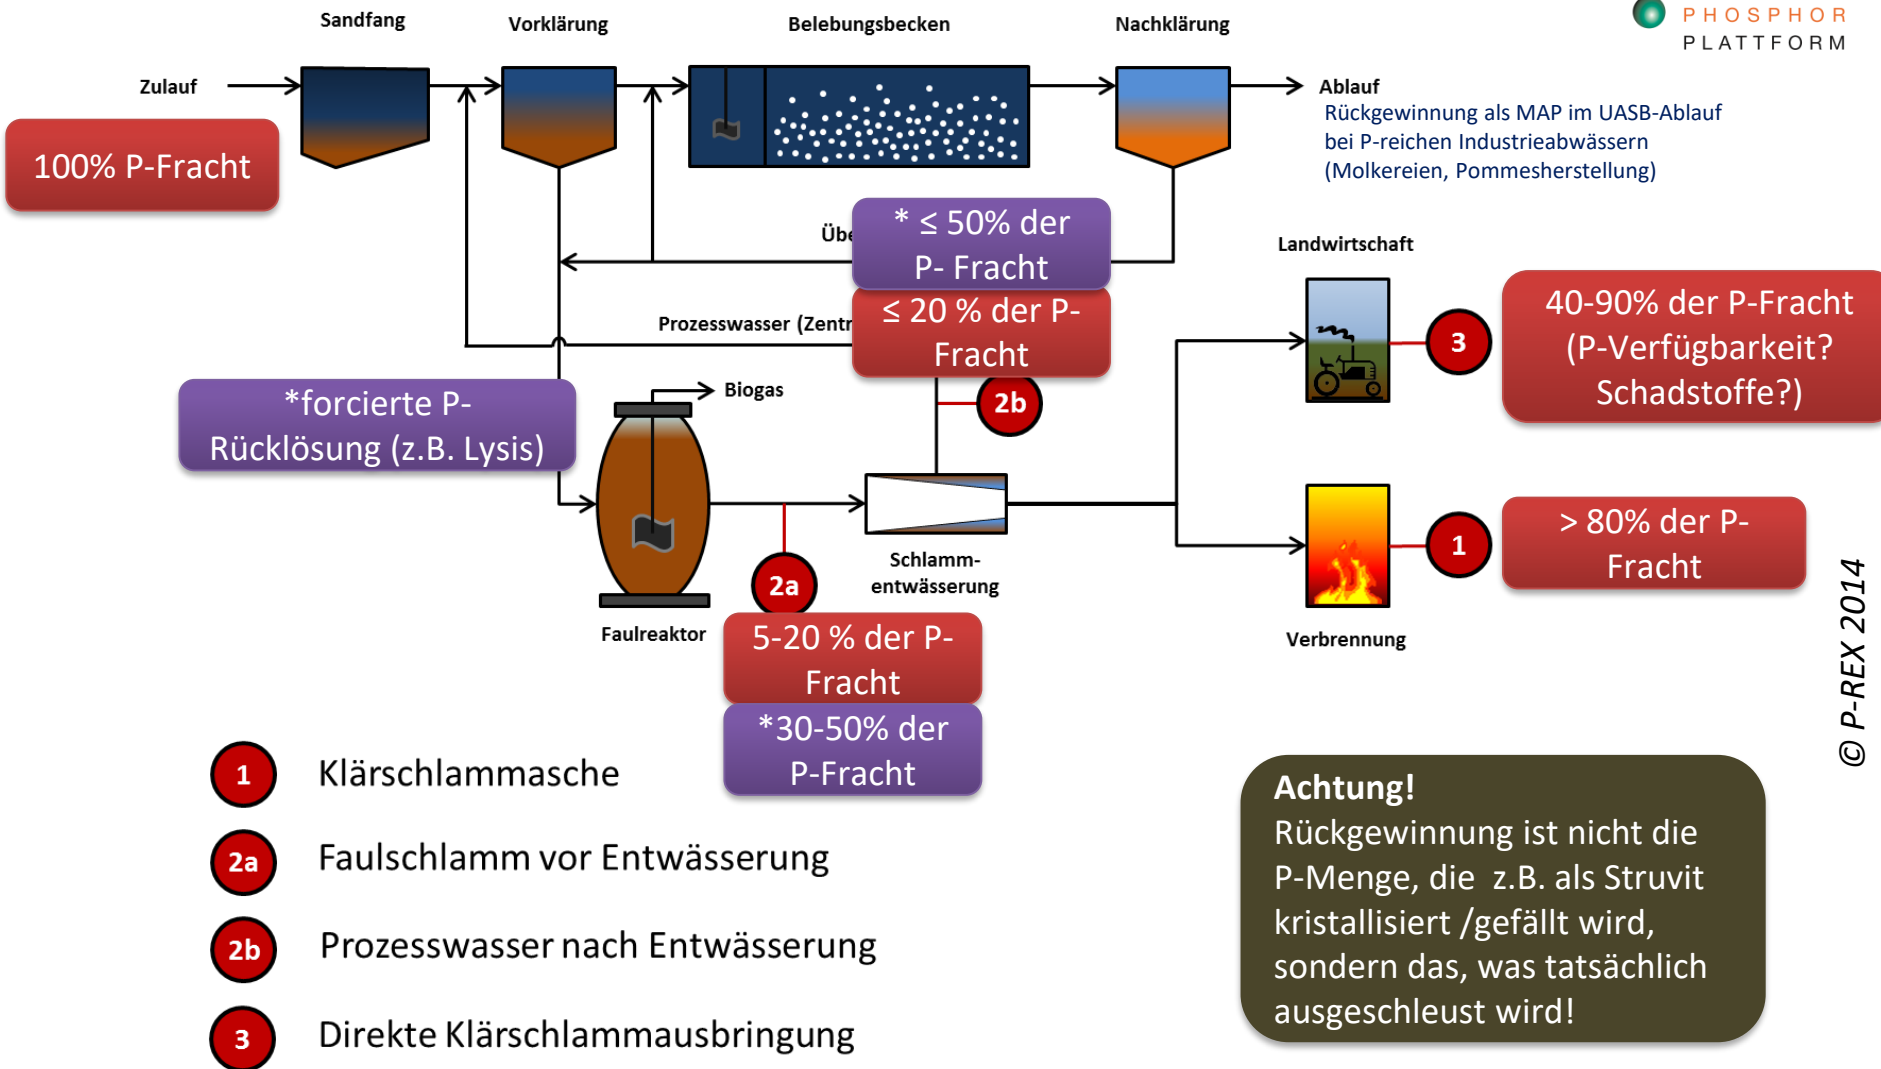 PHOSPHOR
PLATTFORM
Sandfang
Vorklärung
Belebungsbecken
Nachklärung
Zulauf
Ablauf
100% P-Fracht
Rückgewinnung als MAP im UASB-Ablauf
bei P-reichen Industrieabwässern
(Molkereien, Pommesherstellung)
* ≤ 50% der
P- Fracht
Landwirtschaft
Prozesswasser
≤ 20 % der P-
Fracht
3
40-90% der P-Fracht
(P-Verfügbarkeit?
Schadstoffe?)
*forcierte P-
Rücklösung (z.B. Lysis)
Biogas
2b
Schlamm-
entwässerung
1
> 80% der P-
Fracht
2a
Faulreaktor
Verbrennung
5-20 % der P-
Fracht
*30-50% der
P-Fracht
© P-REX 2014
1 Klärschlammasche
2a Faulschlamm vor Entwässerung
2b Prozesswasser nach Entwässerung
3 Direkte Klärschlammausbringung
Achtung!
Rückgewinnung ist nicht die
P-Menge, die z.B. als Struvit
kristallisiert /gefällt wird,
sondern das, was tatsächlich
ausgeschleust wird!